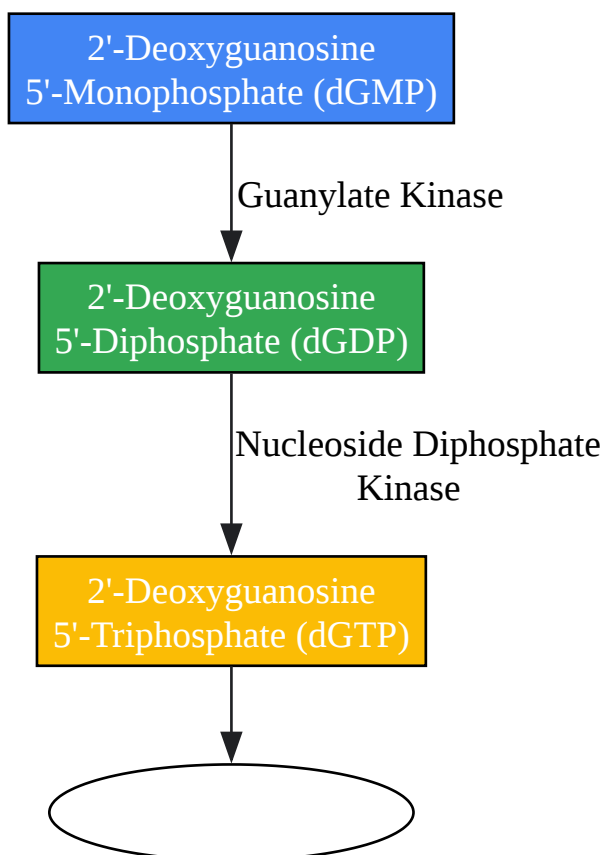 2'-Deoxyguanosine
5'-Monophosphate (dGMP)
Guanylate Kinase
2'-Deoxyguanosine
5'-Diphosphate (dGDP)
Nucleoside Diphosphate
Kinase
2'-Deoxyguanosine
5'-Triphosphate (dGTP)